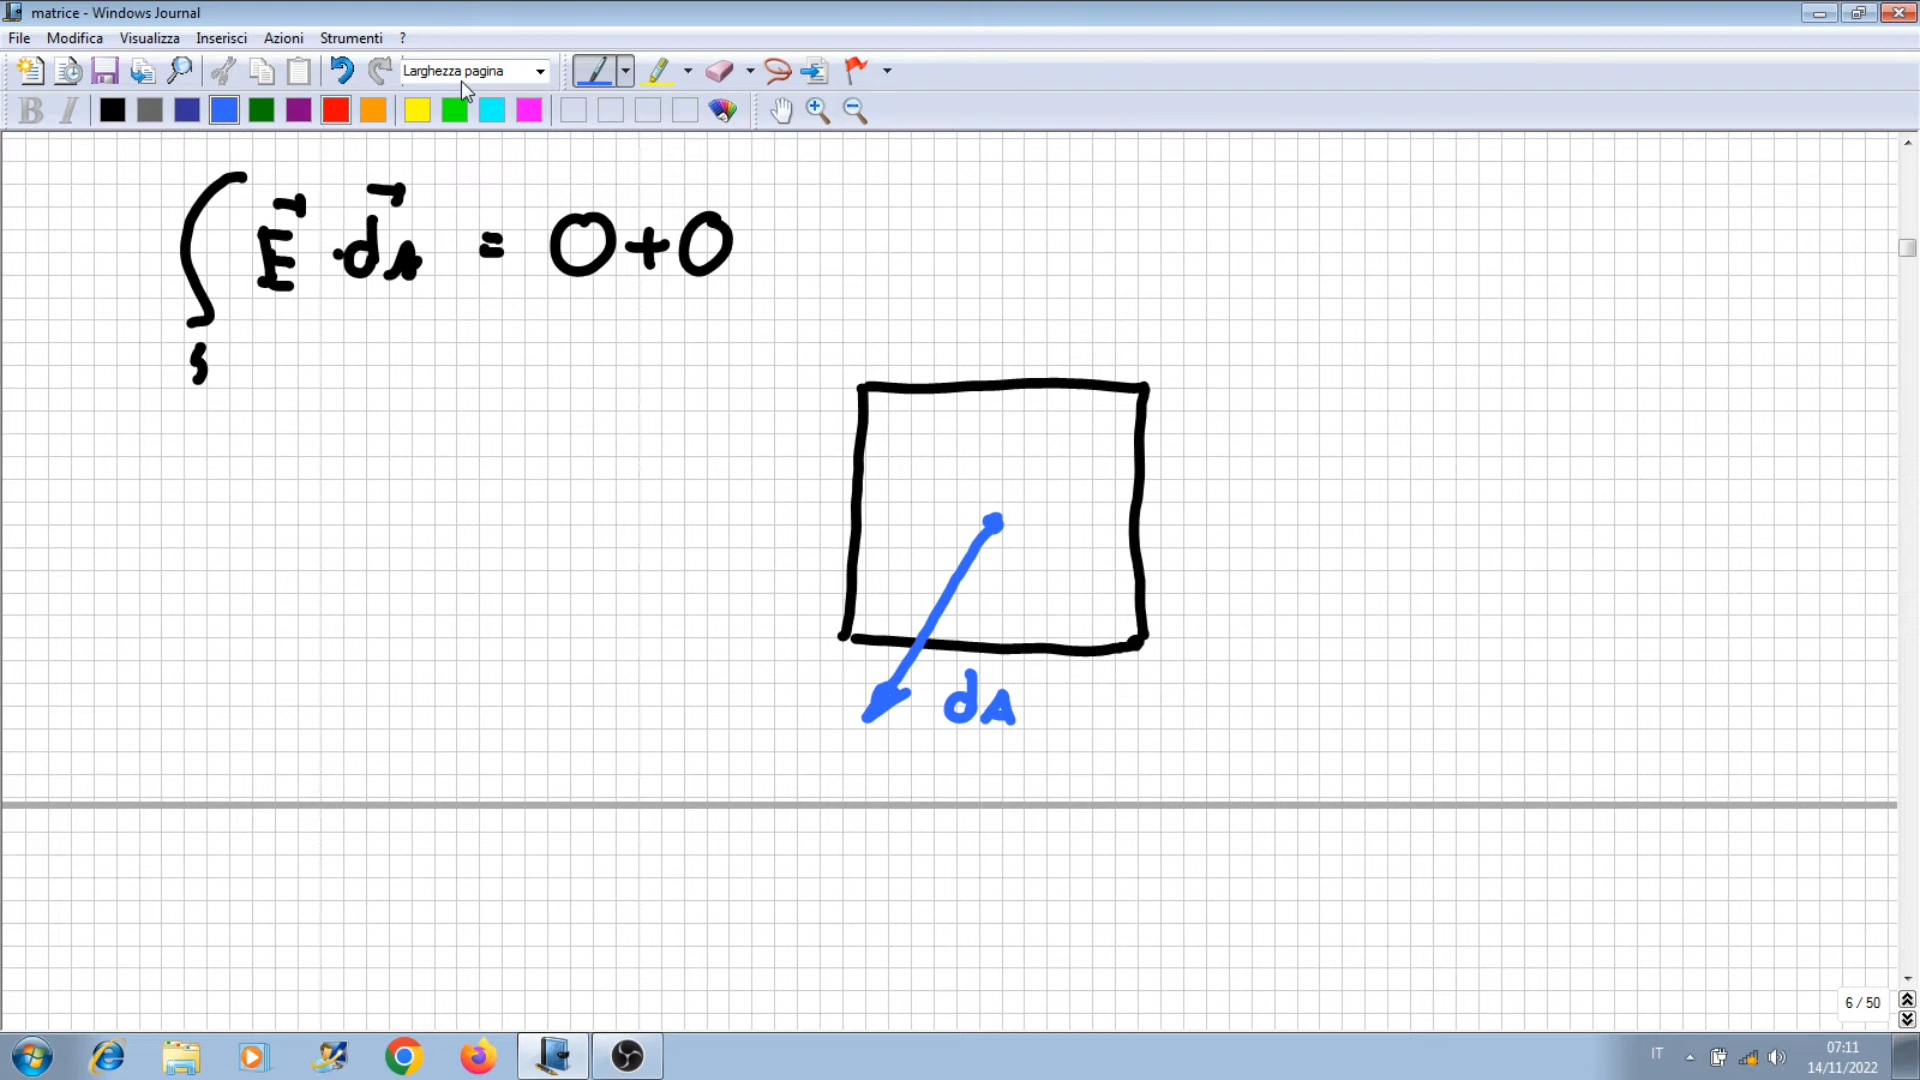 matrice - Windows Journal
File Modifica Visualizza Inserisci Azioni Strumenti ?
Larghezza pagina
B I
∫ E⃗ · dA⃗ = 0+0
S
dA
6 / 50
IT
07:11
14/11/2022